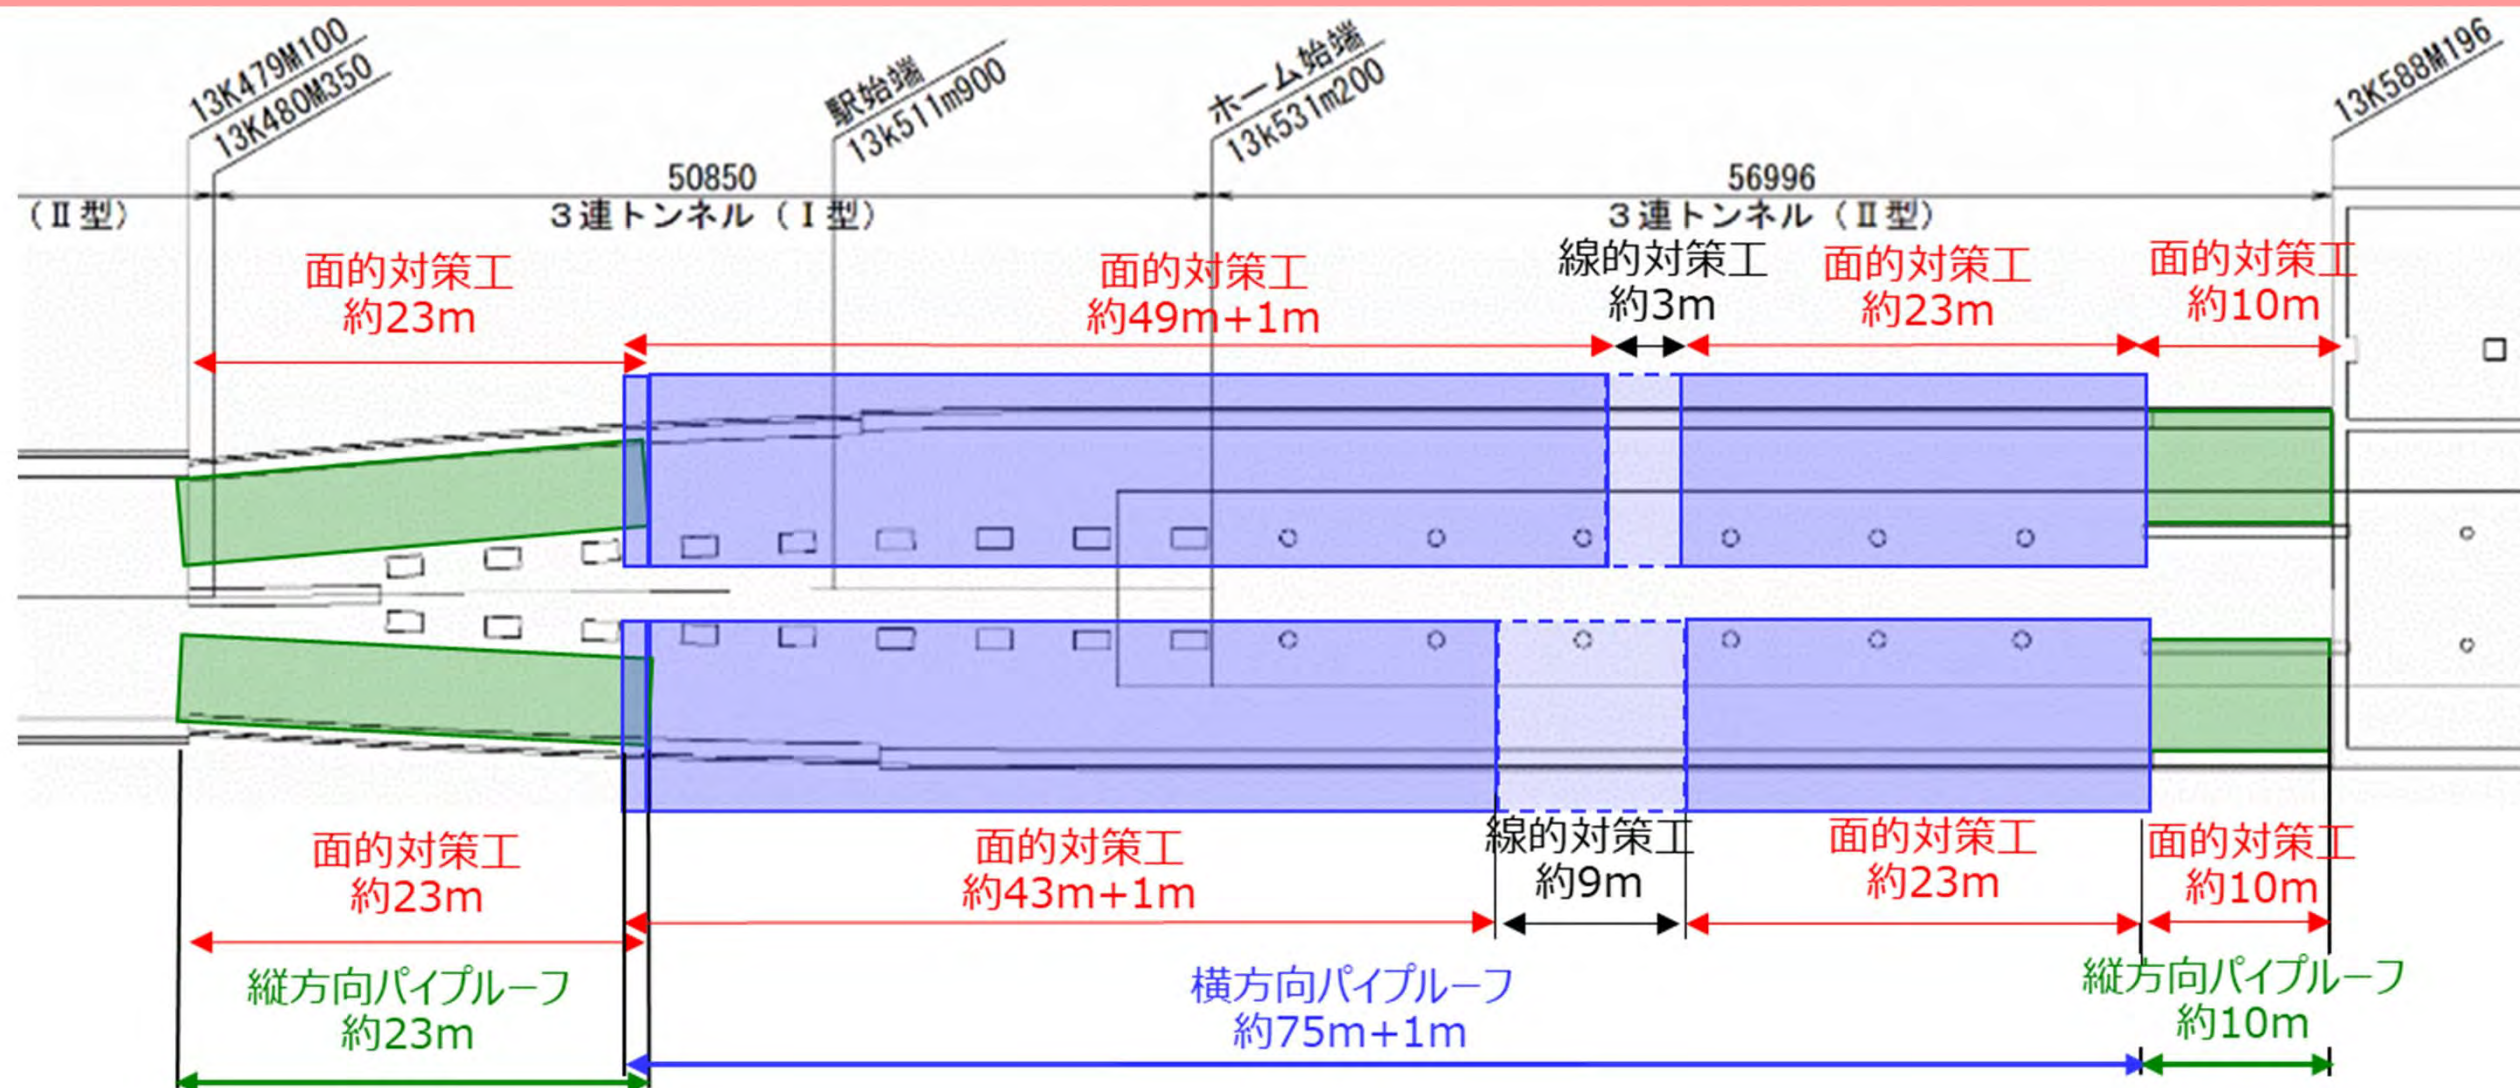 13K479M100
13K480M350
駅始端
13k511m900
ホーム始端
13k531m200
13K588M196
50850
56996
(Ⅱ型)
3連トンネル(Ⅰ型)
3連トンネル(Ⅱ型)
面的対策工
約23m
面的対策工
約49m+1m
線的対策工
約3m
面的対策工
約23m
面的対策工
約10m
面的対策工
約23m
面的対策工
約43m+1m
線的対策工
約9m
面的対策工
約23m
面的対策工
約10m
縦方向パイプルーフ
約23m
横方向パイプルーフ
約75m+1m
縦方向パイプルーフ
約10m